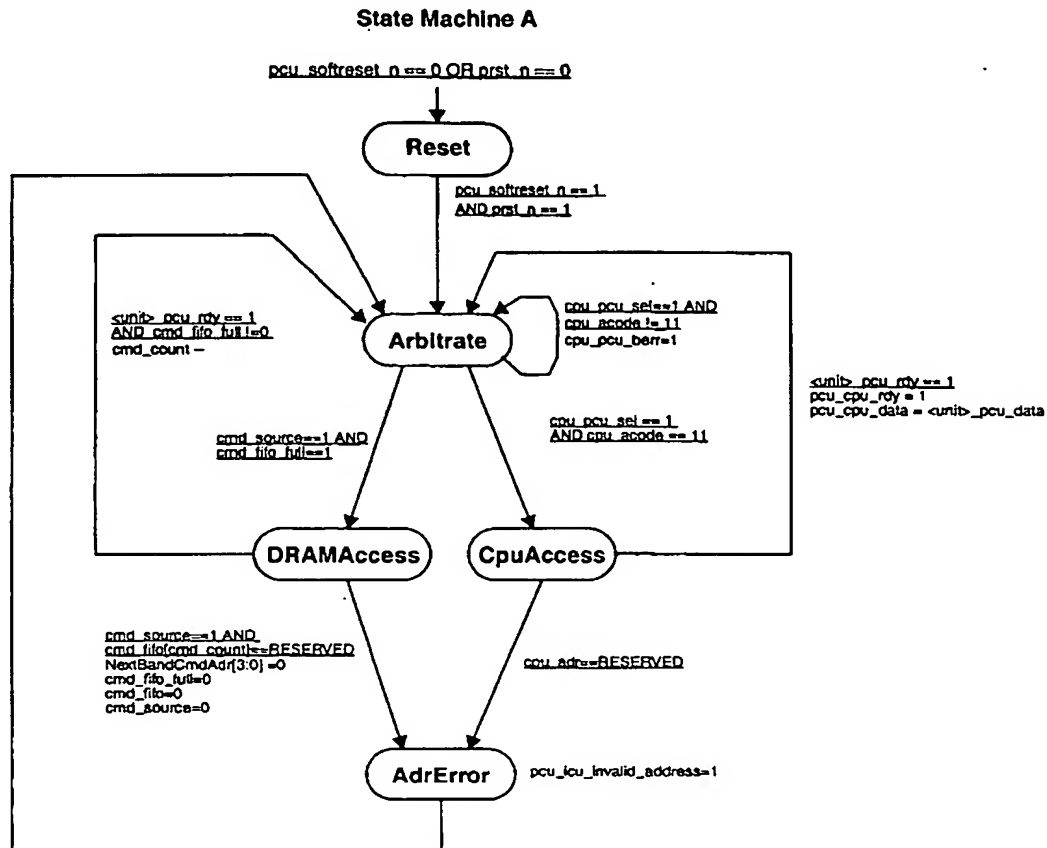 State Machine A
pcu_softreset_n == 0 OR prst_n == 0
Reset
pcu_softreset_n == 1
AND prst_n == 1
<unit>_pcu_rdy == 1
AND cmd_fifo_full !=0
cmd_count –
Arbitrate
cpu_pcu_sel==1 AND
cpu_acode != 11
cpu_pcu_berr=1
<unit>_pcu_rdy == 1
pcu_cpu_rdy = 1
pcu_cpu_data = <unit>_pcu_data
cmd_source==1 AND
cmd_fifo_full==1
cpu_pcu_sel == 1
AND cpu_acode == 11
DRAMAccess
CpuAccess
cmd_source==1 AND
cmd_fifo[cmd_count]==RESERVED
NextBandCmdAdr[3:0] =0
cmd_fifo_full=0
cmd_fifo=0
cmd_source=0
cpu_adr==RESERVED
AdrError
pcu_icu_invalid_address=1